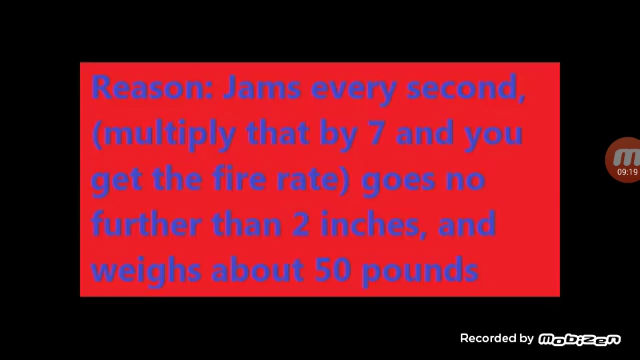 Reason: Jams every second,
(multiply that by 7 and you
get the fire rate) goes no
further than 2 inches, and
weighs about 50 pounds
09:19
Recorded by Mobizen